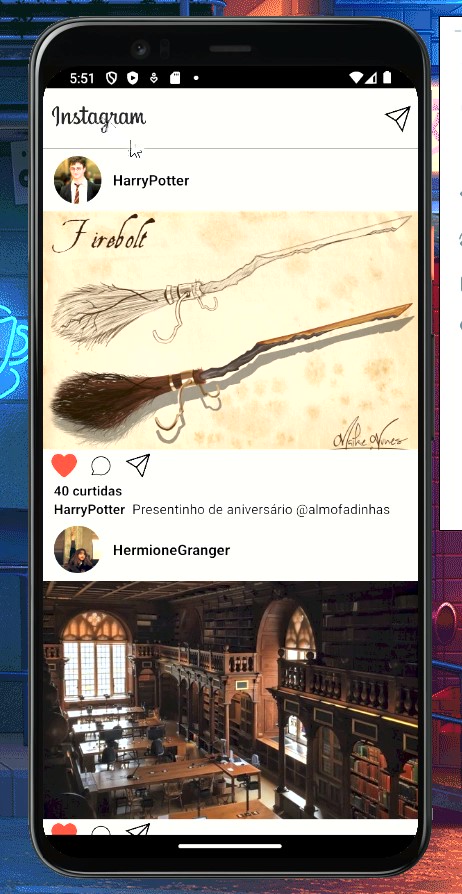 5:51
Instagram
HarryPotter
Firebolt
40 curtidas
HarryPotter Presentinho de aniversário @almofadinhas
HermioneGranger